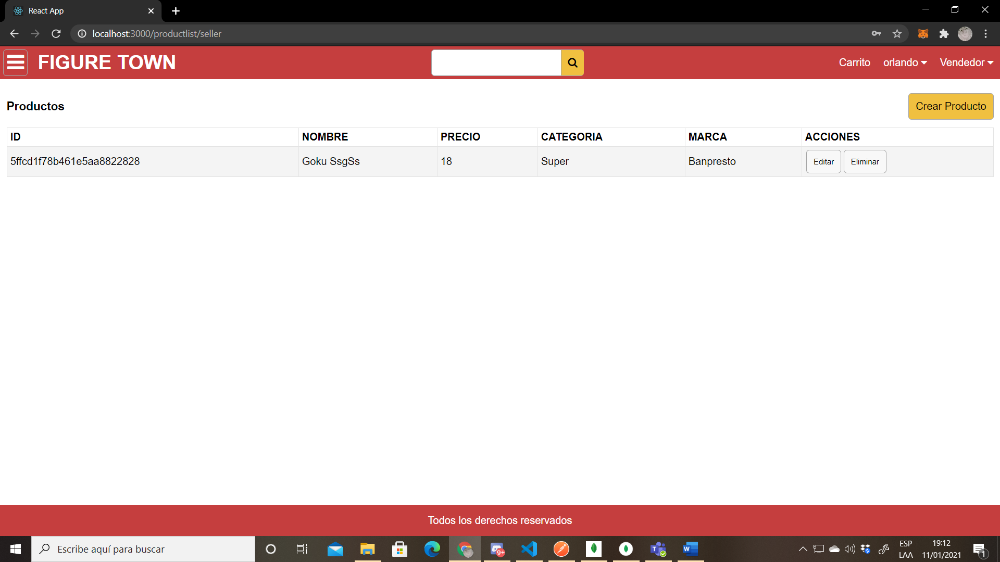 React App
localhost:3000/productlist/seller
FIGURE TOWN
Carrito orlando Vendedor
Productos
Crear Producto
ID NOMBRE PRECIO CATEGORIA MARCA ACCIONES
5ffcd1f78b461e5aa8822828 Goku SsgSs 18 Super Banpresto Editar Eliminar
Todos los derechos reservados
Escribe aquí para buscar
9+
ESP
LAA
19:12
11/01/2021
1